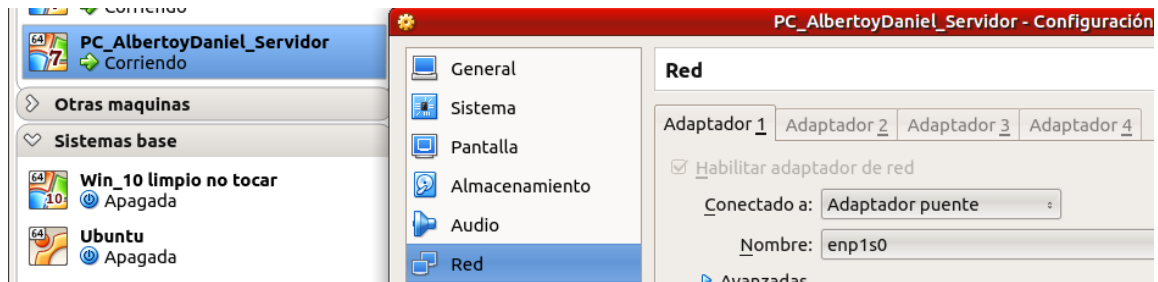 Corriendo
PC_AlbertoyDaniel_Servidor
Corriendo
Otras maquinas
Sistemas base
Win_10 limpio no tocar
Apagada
Ubuntu
Apagada
PC_AlbertoyDaniel_Servidor - Configuración
General
Sistema
Pantalla
Almacenamiento
Audio
Red
Red
Adaptador 1 Adaptador 2 Adaptador 3 Adaptador 4
Habilitar adaptador de red
Conectado a: Adaptador puente
Nombre: enp1s0
Avanzadas